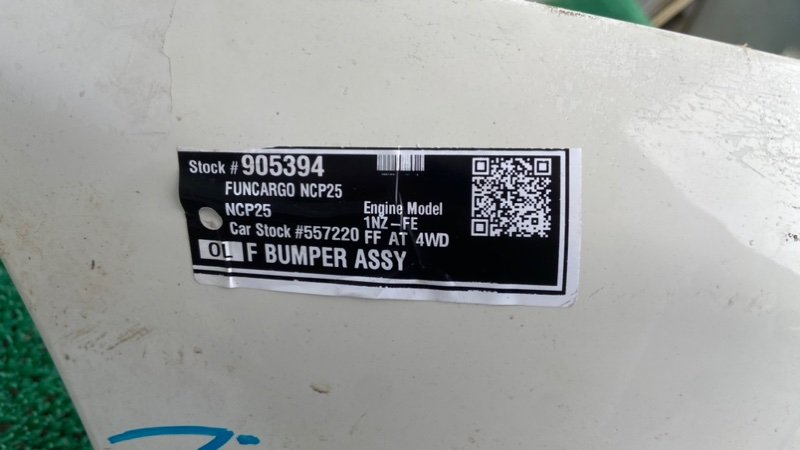 Stock # 905394
FUNCARGO NCP25
NCP25 Engine Model
1NZ-FE
Car Stock #557220 FF AT 4WD
OL F BUMPER ASSY